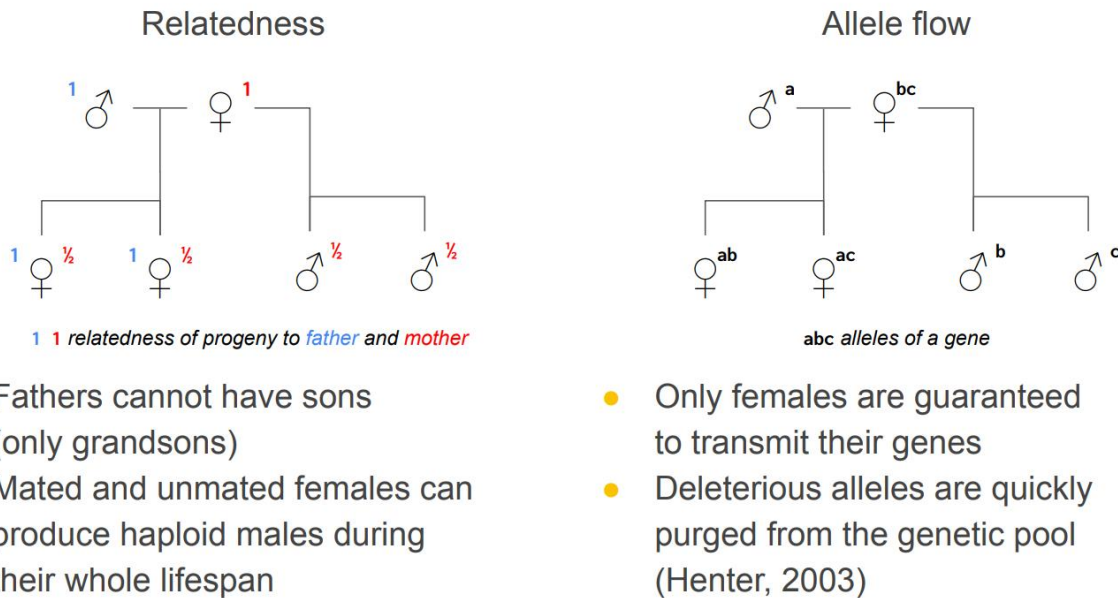 Relatedness
1 1
1 ½ 1 ½ ½ ½
1 1 relatedness of progeny to father and mother
Fathers cannot have sons
(only grandsons)
Mated and unmated females can
produce haploid males during
their whole lifespan
Allele flow
a bc
ab ac b c
abc alleles of a gene
Only females are guaranteed
to transmit their genes
Deleterious alleles are quickly
purged from the genetic pool
(Henter, 2003)